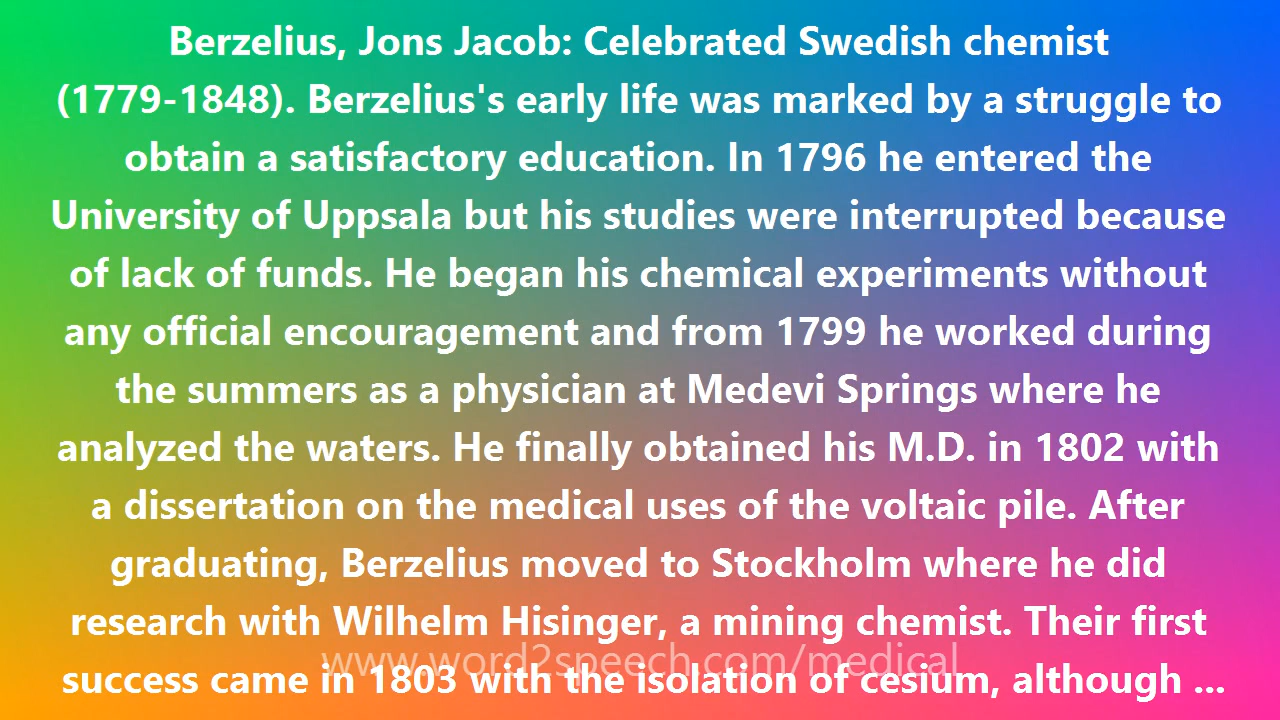 Berzelius, Jons Jacob: Celebrated Swedish chemist
(1779-1848). Berzelius's early life was marked by a struggle to
obtain a satisfactory education. In 1796 he entered the
University of Uppsala but his studies were interrupted because
of lack of funds. He began his chemical experiments without
any official encouragement and from 1799 he worked during
the summers as a physician at Medevi Springs where he
analyzed the waters. He finally obtained his M.D. in 1802 with
a dissertation on the medical uses of the voltaic pile. After
graduating, Berzelius moved to Stockholm where he did
research with Wilhelm Hisinger, a mining chemist. Their first
www.word2speech.com/medical
success came in 1803 with the isolation of cesium, although ...